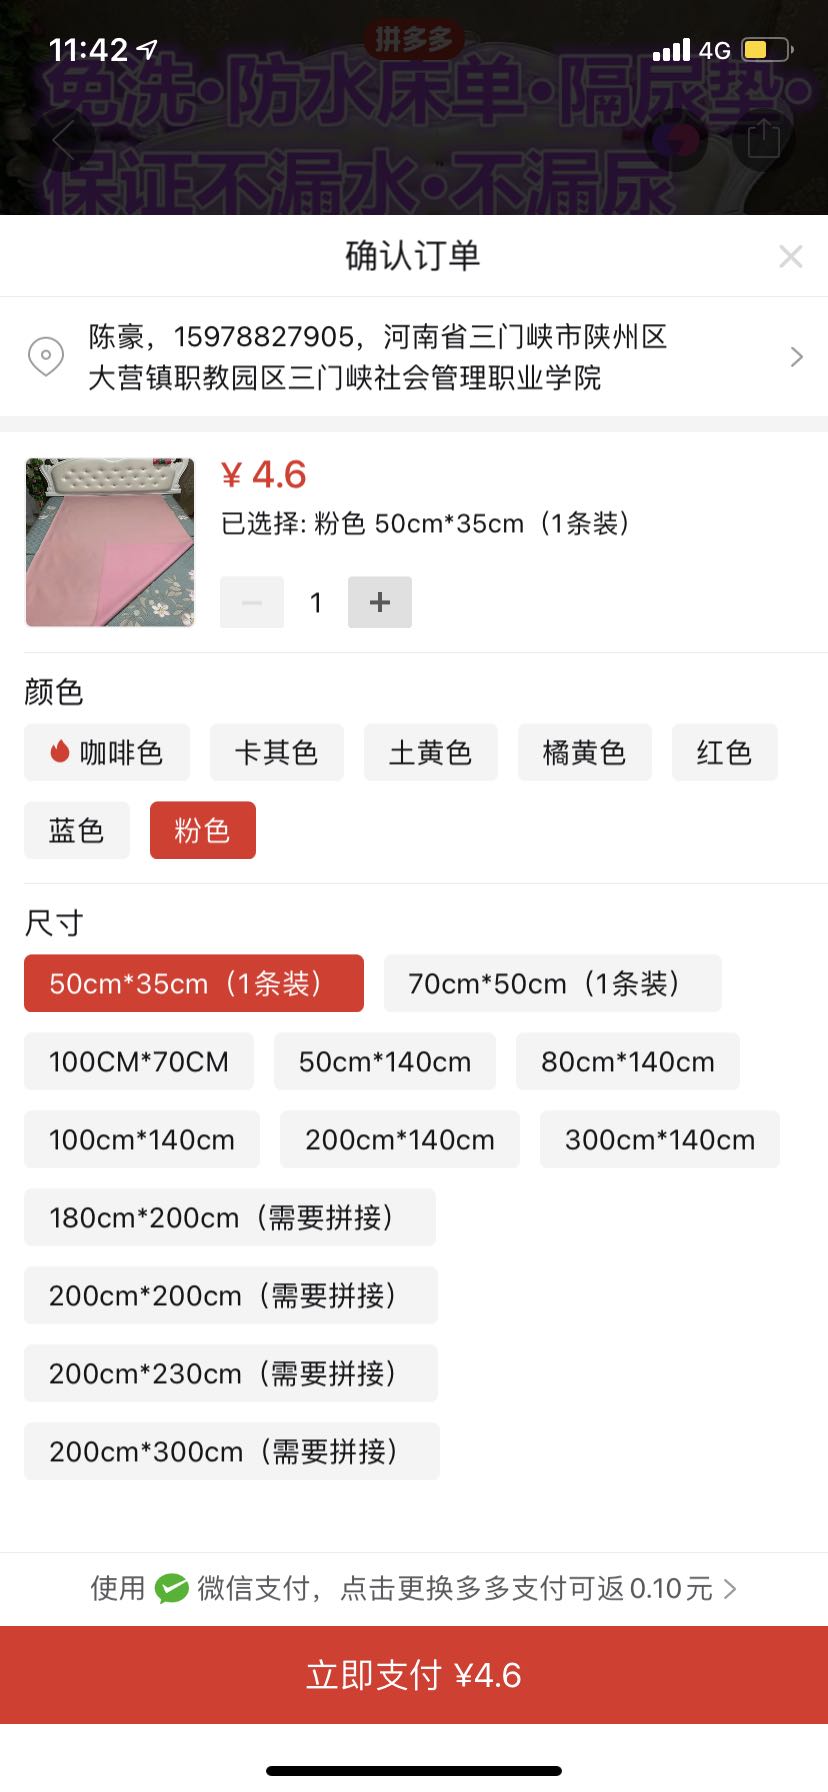 11:42
4G
拼多多
免洗•防水床单•隔尿垫•
保证不漏水•不漏尿
确认订单
陈豪，15978827905，河南省三门峡市陕州区
大营镇职教园区三门峡社会管理职业学院
¥ 4.6
已选择: 粉色 50cm*35cm（1条装）
1
颜色
咖啡色 卡其色 土黄色 橘黄色 红色
蓝色 粉色
尺寸
50cm*35cm（1条装） 70cm*50cm（1条装）
100CM*70CM 50cm*140cm 80cm*140cm
100cm*140cm 200cm*140cm 300cm*140cm
180cm*200cm（需要拼接）
200cm*200cm（需要拼接）
200cm*230cm（需要拼接）
200cm*300cm（需要拼接）
使用 微信支付，点击更换多多支付可返0.10元
立即支付 ¥4.6